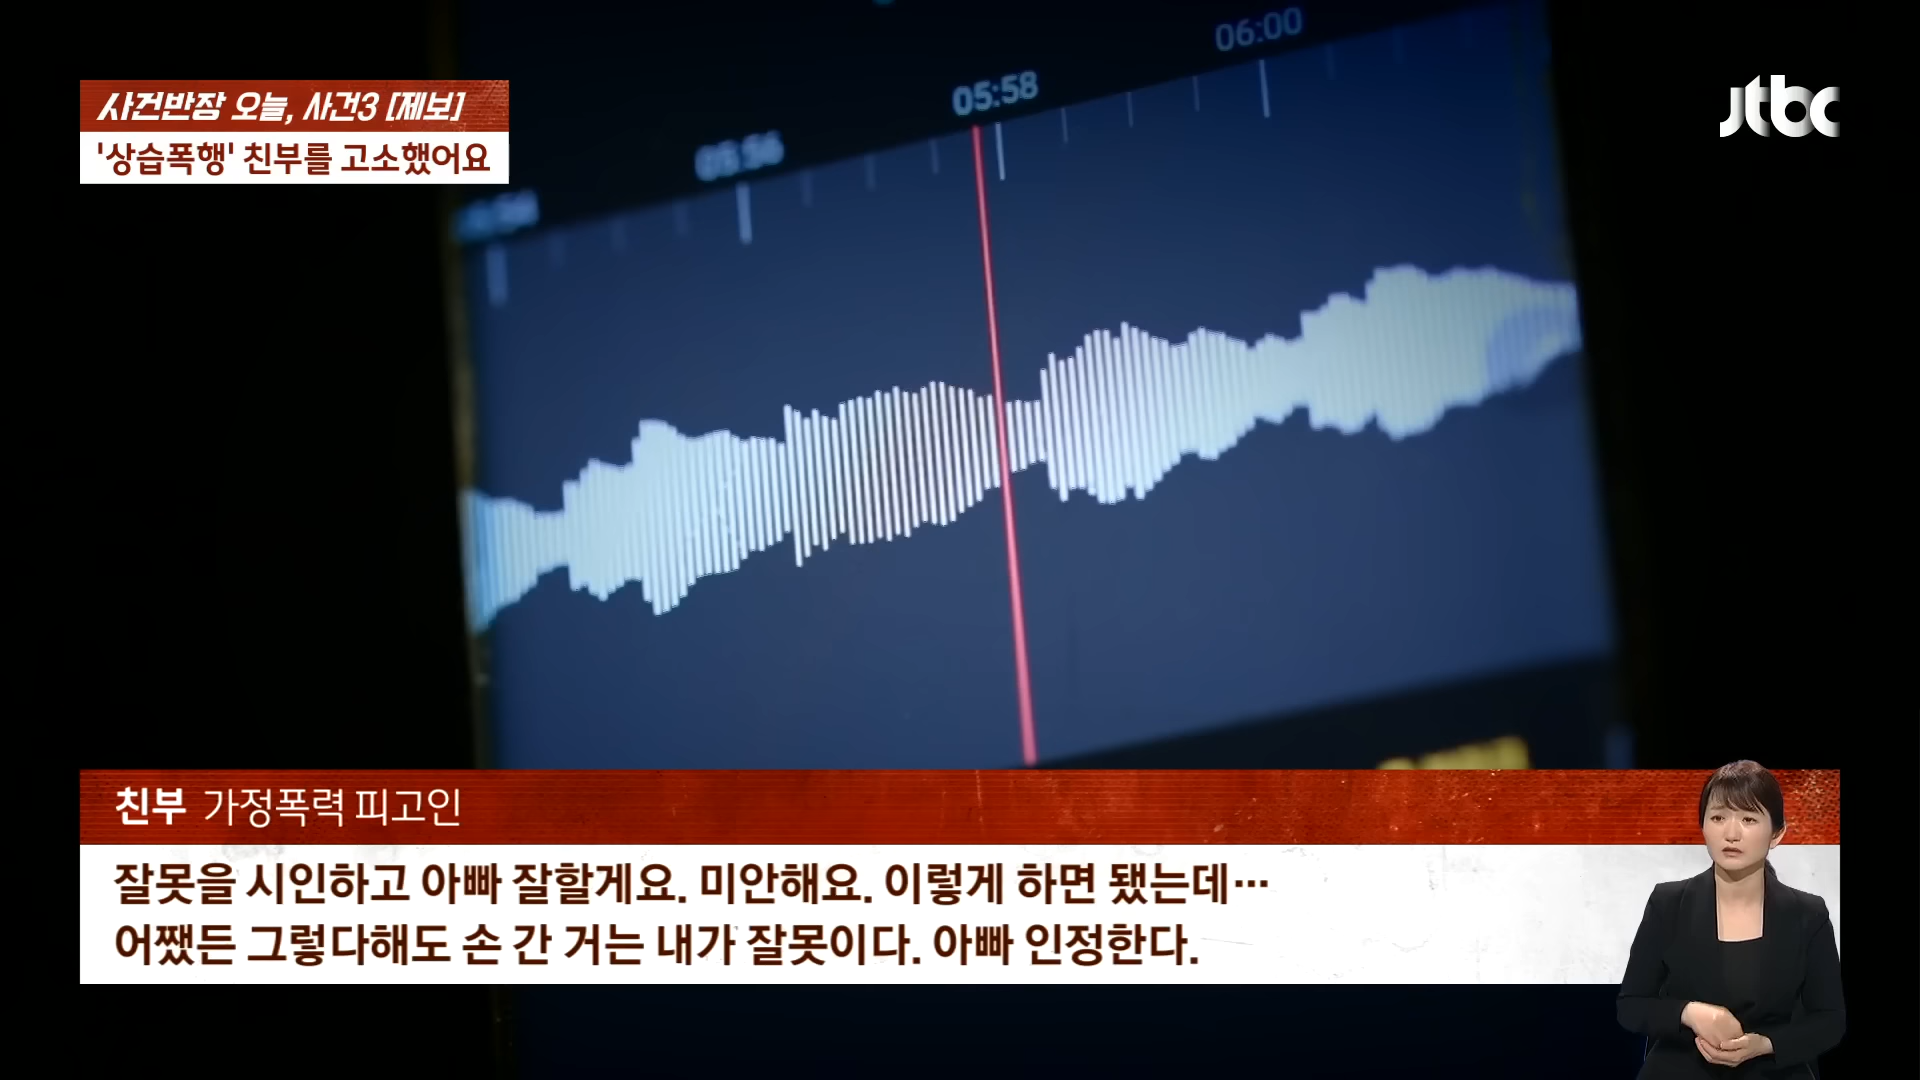 06:00
05:58
05:56
사건반장 오늘, 사건3 [제보]
jtbc
'상습폭행' 친부를 고소했어요
친부 가정폭력 피고인
잘못을 시인하고 아빠 잘할게요. 미안해요. 이렇게 하면 됐는데…
어쨌든 그렇다해도 손 간 거는 내가 잘못이다. 아빠 인정한다.